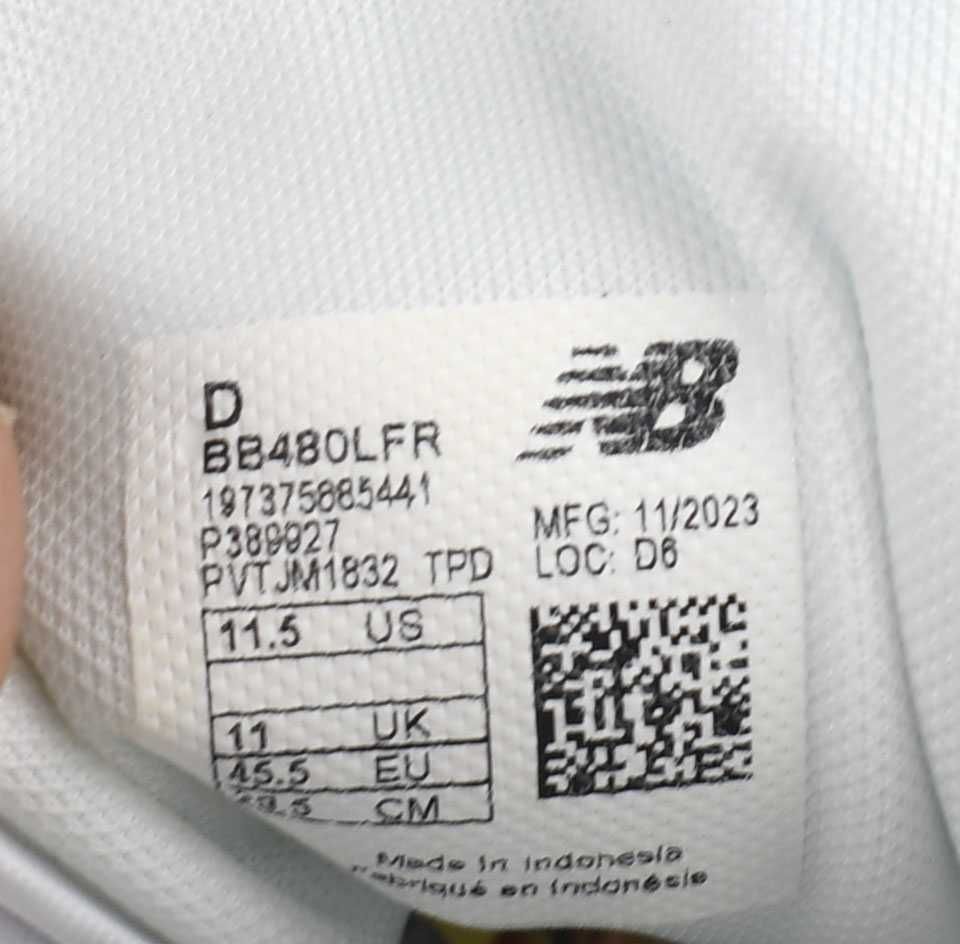 D
BB480LFR
197375885441
P389927
PVTJM1832 TPD
MFG: 11/2023
LOC: D6
11.5 US
11 UK
45.5 EU
CM
Made in Indonesia
en Indonésie